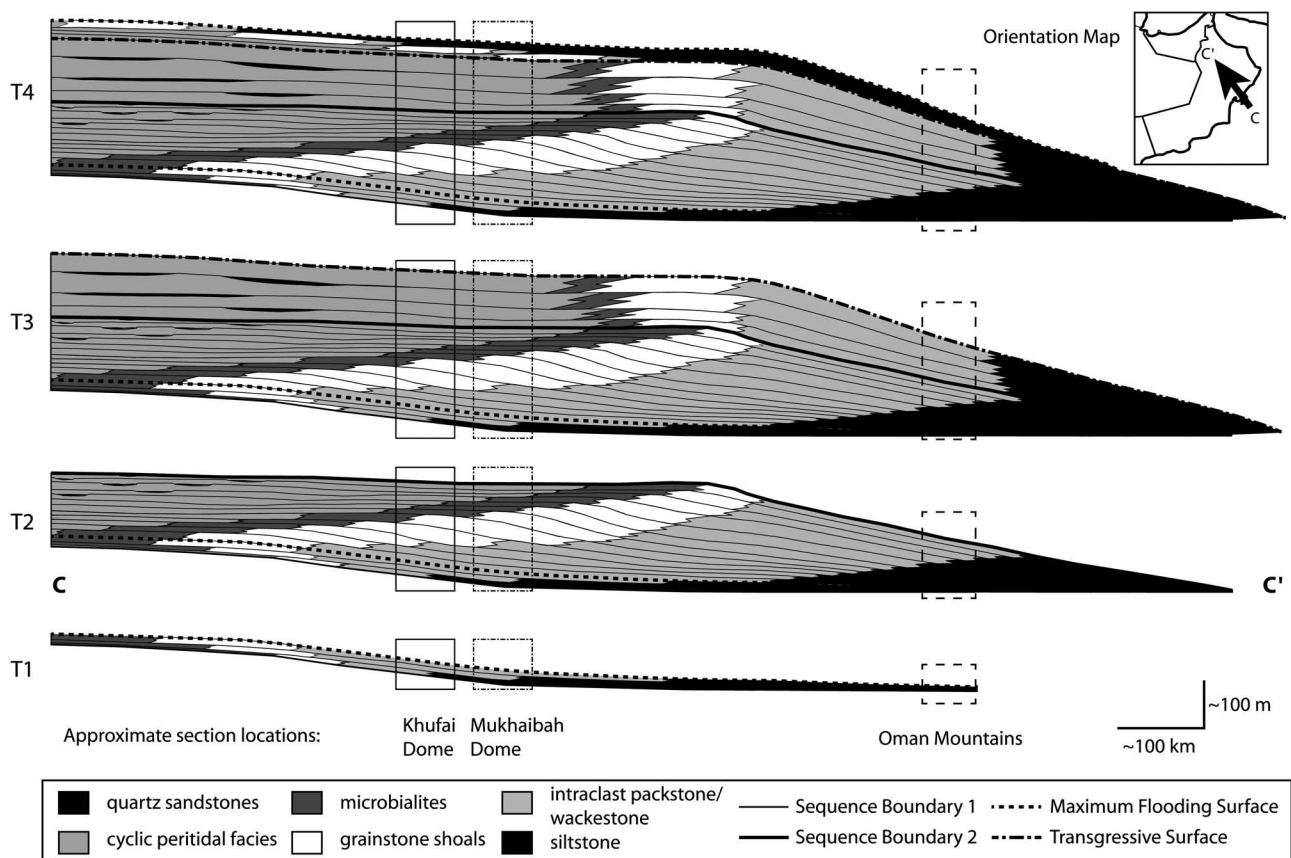 Orientation Map
C'
C
T4
T3
T2
C
C'
T1
~100 m
~100 km
Approximate section locations:
Khufai
Dome
Mukhaibah
Dome
Oman Mountains
quartz sandstones
microbialites
intraclast packstone/
wackestone
Sequence Boundary 1
Maximum Flooding Surface
cyclic peritidal facies
grainstone shoals
siltstone
Sequence Boundary 2
Transgressive Surface